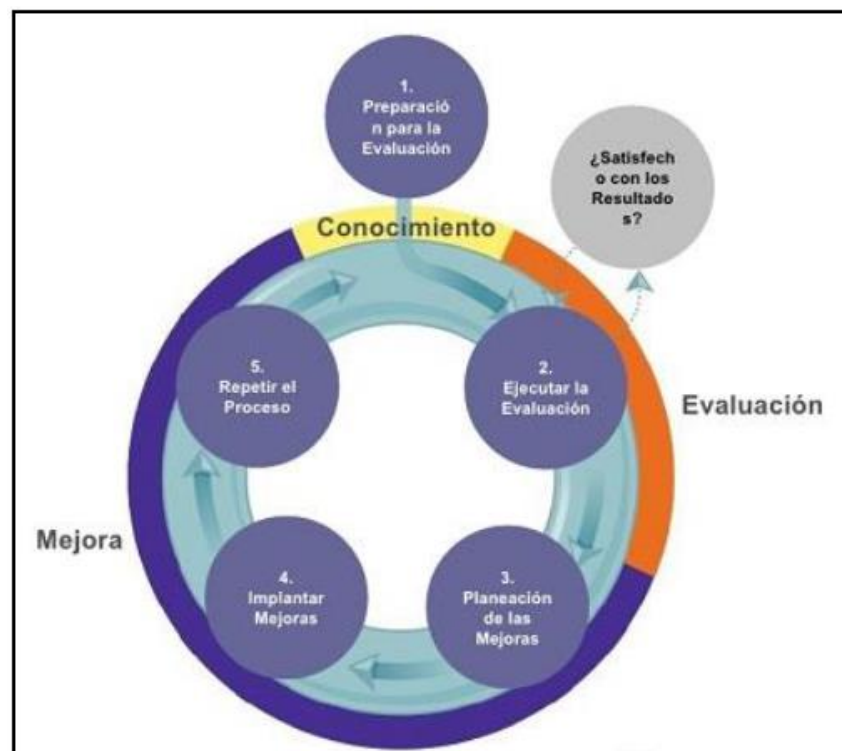 1.
Preparació
n para la
Evaluación
¿Satisfech
o con los
Resultado
s?
Conocimiento
5.
Repetir el
Proceso
2.
Ejecutar la
Evaluación
Evaluación
Mejora
4.
Implantar
Mejoras
3.
Planeación
de las
Mejoras